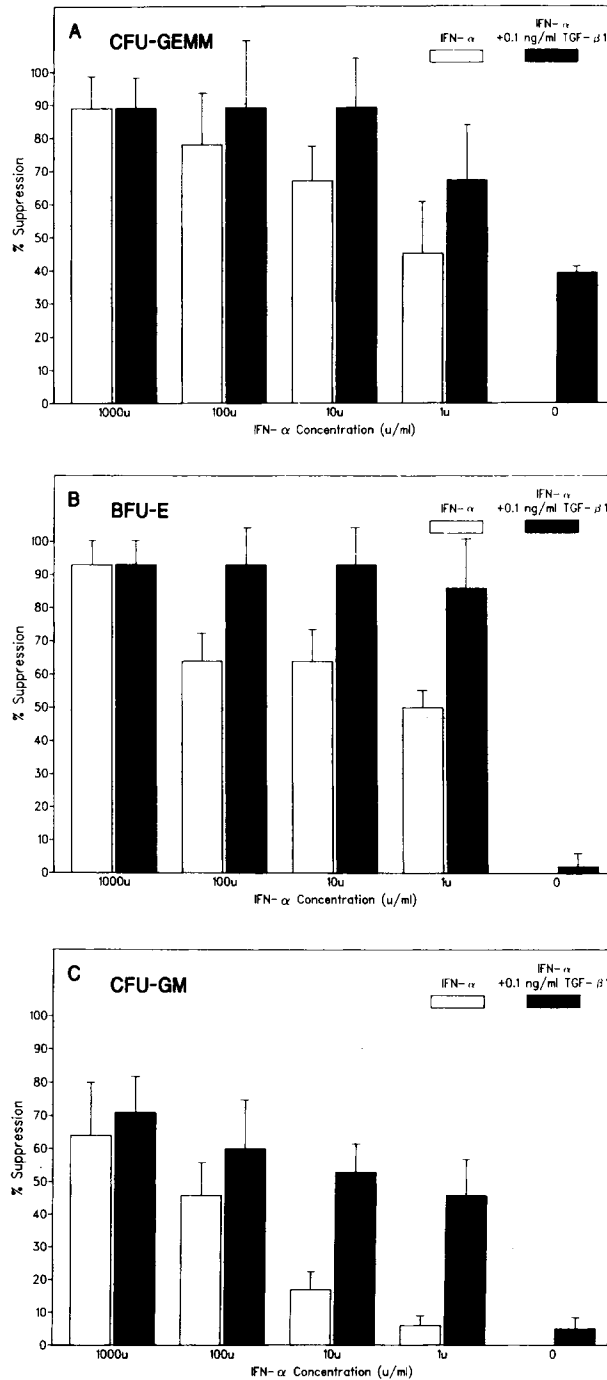 A
CFU-GEMM
IFN- α
IFN- α
+0.1 ng/ml TGF- β1
100
90
80
70
60
50
40
30
20
10
0
% Suppression
1000u
100u
10u
1u
0
IFN- α Concentration (u/ml)
B
BFU-E
IFN- α
IFN- α
+0.1 ng/ml TGF- β1
100
90
80
70
60
50
40
30
20
10
0
% Suppression
1000u
100u
10u
1u
0
IFN- α Concentration (u/ml)
C
CFU-GM
IFN- α
IFN- α
+0.1 ng/ml TGF- β1
100
90
80
70
60
50
40
30
20
10
0
% Suppression
1000u
100u
10u
1u
0
IFN- α Concentration (u/ml)